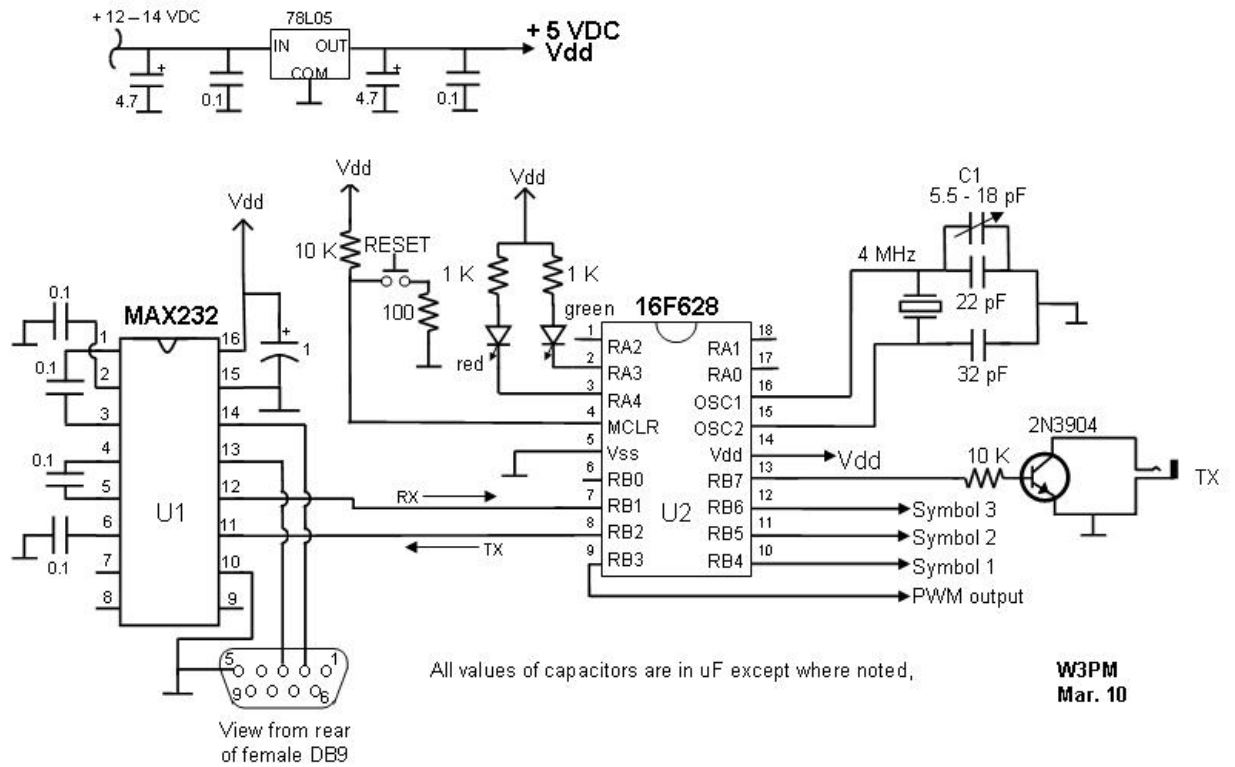 + 12 – 14 VDC
78L05
IN OUT
COM
+ 5 VDC
Vdd
4.7
+
0.1
4.7
+
0.1
Vdd
10 K
RESET
100
Vdd
1 K
1 K
red
green
C1
5.5 - 18 pF
4 MHz
22 pF
32 pF
Vdd
0.1
MAX232
0.1
+
1
0.1
0.1
U1
1
2
3
4
5
6
7
8
16
15
14
13
12
11
10
9
RX
TX
16F628
U2
1 RA2
2 RA3
3 RA4
4 MCLR
5 Vss
6 RB0
7 RB1
8 RB2
9 RB3
18 RA1
17 RA0
16 OSC1
15 OSC2
14 Vdd
13 RB7
12 RB6
11 RB5
10 RB4
Vdd
10 K
2N3904
TX
Symbol 3
Symbol 2
Symbol 1
PWM output
5 1
9 6
View from rear
of female DB9
All values of capacitors are in uF except where noted,
W3PM
Mar. 10